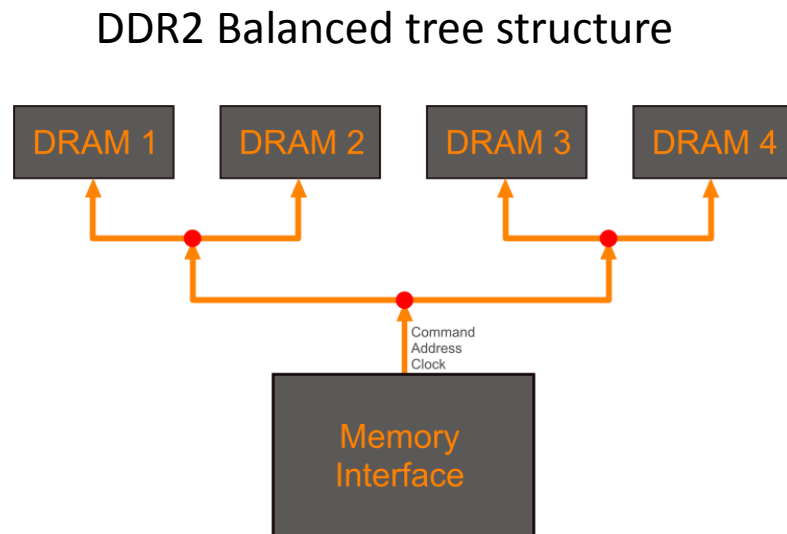 DDR2 Balanced tree structure
DRAM 1
DRAM 2
DRAM 3
DRAM 4
Command
Address
Clock
Memory
Interface